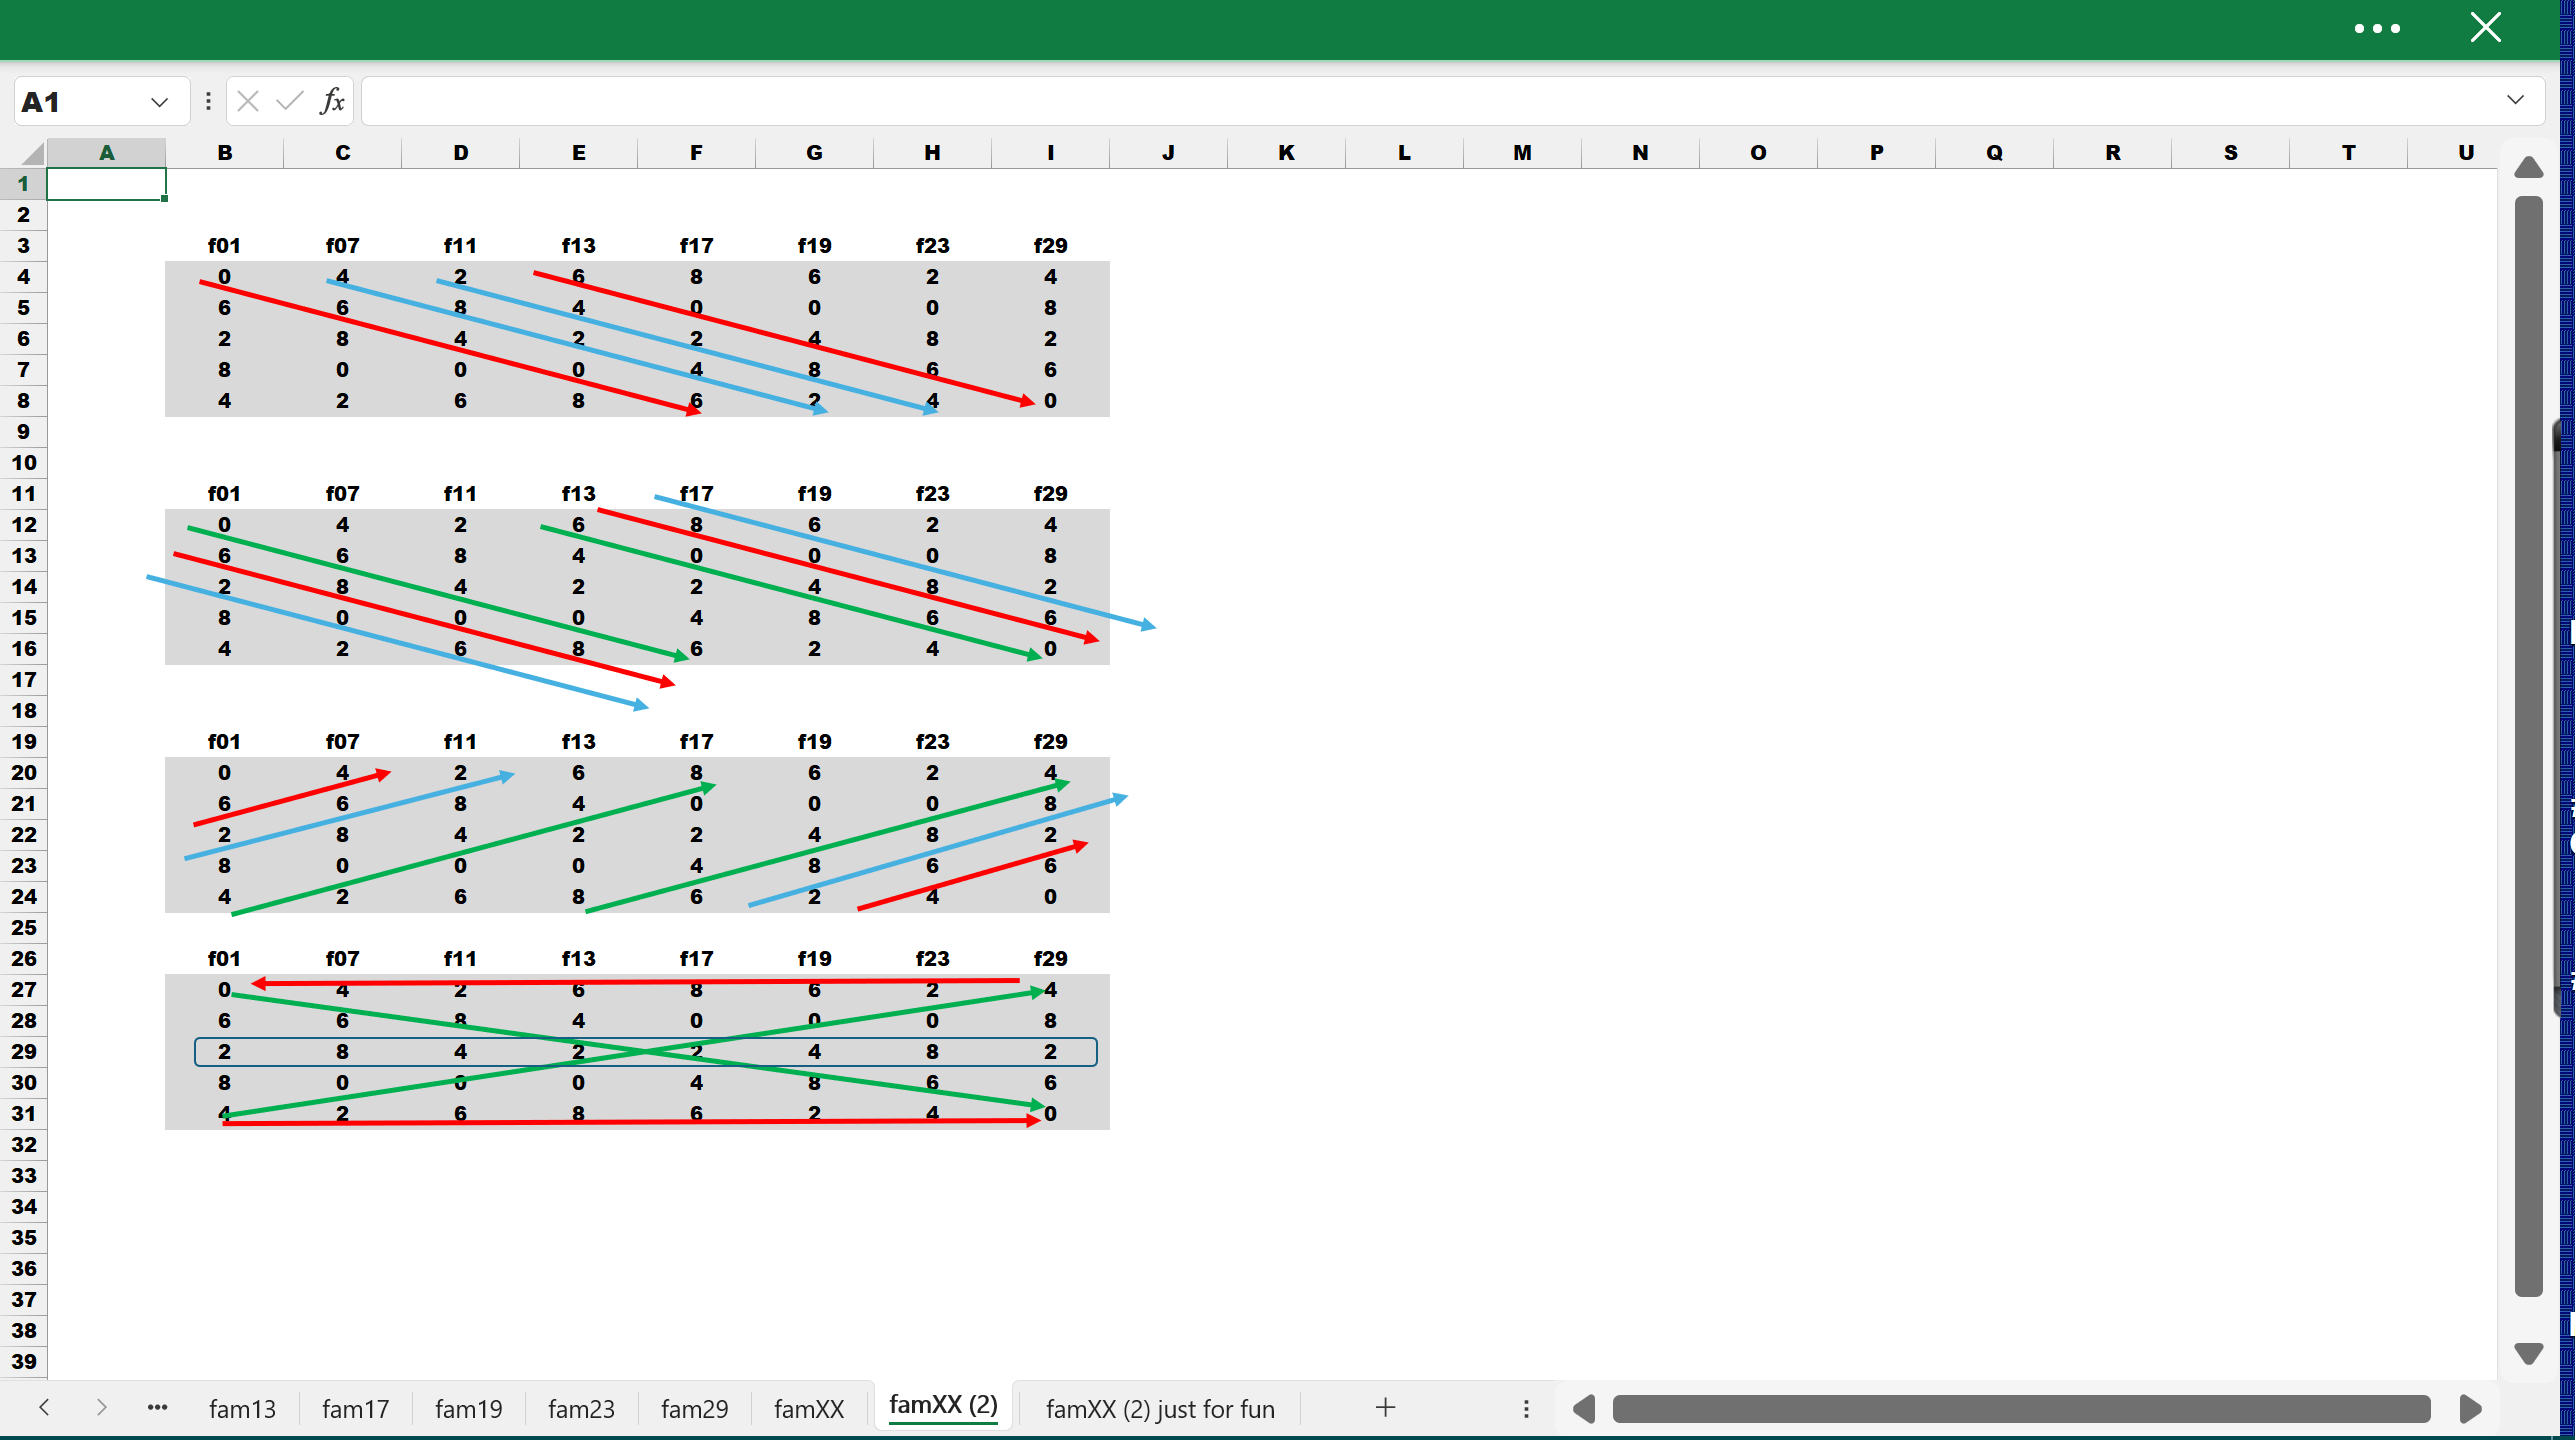 A1 fx
A B C D E F G H I J K L M N O P Q R S T U
1
2
3 f01 f07 f11 f13 f17 f19 f23 f29
4 0 4 2 6 8 6 2 4
5 6 6 8 4 0 0 0 8
6 2 8 4 2 2 4 8 2
7 8 0 0 0 4 8 6 6
8 4 2 6 8 6 2 4 0
9
10
11 f01 f07 f11 f13 f17 f19 f23 f29
12 0 4 2 6 8 6 2 4
13 6 6 8 4 0 0 0 8
14 2 8 4 2 2 4 8 2
15 8 0 0 0 4 8 6 6
16 4 2 6 8 6 2 4 0
17
18
19 f01 f07 f11 f13 f17 f19 f23 f29
20 0 4 2 6 8 6 2 4
21 6 6 8 4 0 0 0 8
22 2 8 4 2 2 4 8 2
23 8 0 0 0 4 8 6 6
24 4 2 6 8 6 2 4 0
25
26 f01 f07 f11 f13 f17 f19 f23 f29
27 0 4 2 6 8 6 2 4
28 6 6 8 4 0 0 0 8
29 2 8 4 2 2 4 8 2
30 8 0 0 0 4 8 6 6
31 4 2 6 8 6 2 4 0
32
33
34
35
36
37
38
39
fam13 fam17 fam19 fam23 fam29 famXX famXX (2) famXX (2) just for fun